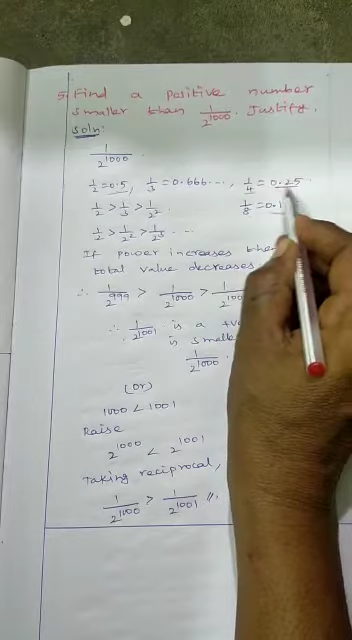 5. Find a positive number
smaller than 1/2^1000. Justify.
Soln:
1/2^1000.
1/2 = 0.5, 1/3 = 0.666..., 1/4 = 0.25..
1/2 > 1/3 > 1/2^2. 1/8 = 0.1
1/2 > 1/2^2 > 1/2^3 ...
If power increases then
total value decreases
∴ 1/2^999 > 1/2^1000 > 1/2^100
∴ 1/2^1001 is a +ve
is small
1/2^1000.
(Or)
1000 < 1001
Raise
2^1000 < 2^1001
Taking reciprocal,
1/2^1000 > 1/2^1001 //.